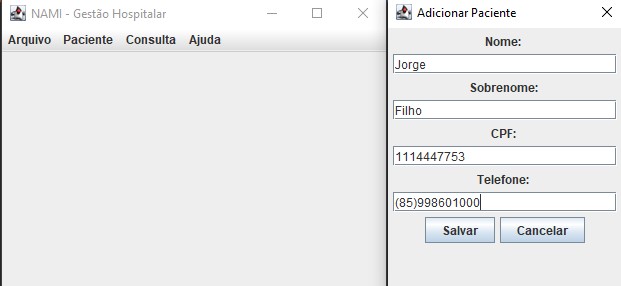 NAMI - Gestão Hospitalar
Arquivo Paciente Consulta Ajuda
Adicionar Paciente
Nome:
Jorge
Sobrenome:
Filho
CPF:
1114447753
Telefone:
(85)998601000
Salvar Cancelar